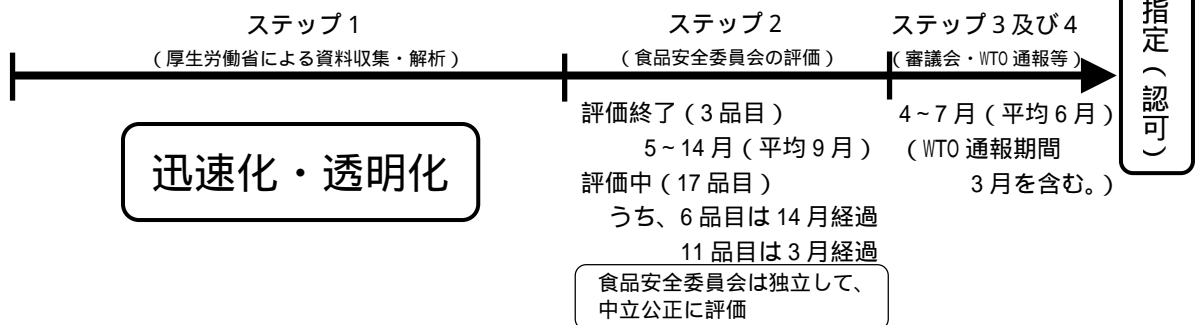 ステップ1
(厚生労働省による資料収集・解析)
迅速化・透明化
ステップ2
(食品安全委員会の評価)
評価終了(3品目)
5~14月(平均9月)
評価中(17品目)
うち、6品目は14月経過
11品目は3月経過
食品安全委員会は独立して、
中立公正に評価
ステップ3及び4
(審議会・WTO通報等)
4~7月(平均6月)
(WTO通報期間
3月を含む。)
指定(認可)